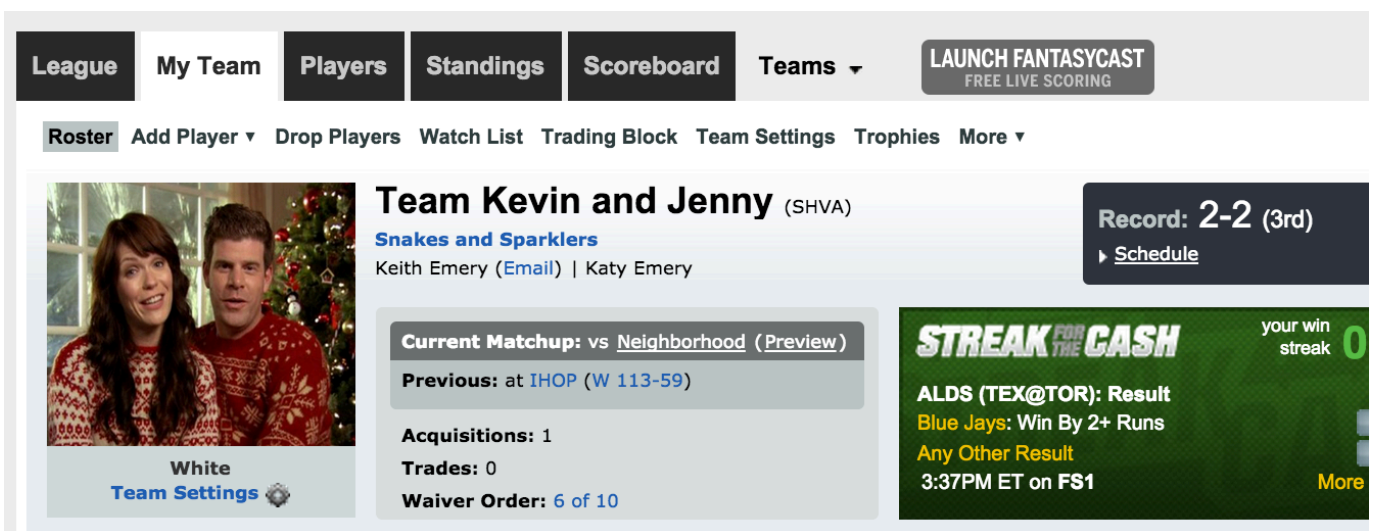 League My Team Players Standings Scoreboard Teams LAUNCH FANTASYCAST
FREE LIVE SCORING
Roster Add Player Drop Players Watch List Trading Block Team Settings Trophies More
Team Kevin and Jenny (SHVA)
Snakes and Sparklers
Keith Emery (Email) | Katy Emery
Record: 2-2 (3rd)
Schedule
Current Matchup: vs Neighborhood (Preview)
Previous: at IHOP (W 113-59)
Acquisitions: 1
Trades: 0
Waiver Order: 6 of 10
White
Team Settings
STREAK FOR THE CASH
your win
streak 0
ALDS (TEX@TOR): Result
Blue Jays: Win By 2+ Runs
Any Other Result
3:37PM ET on FS1 More